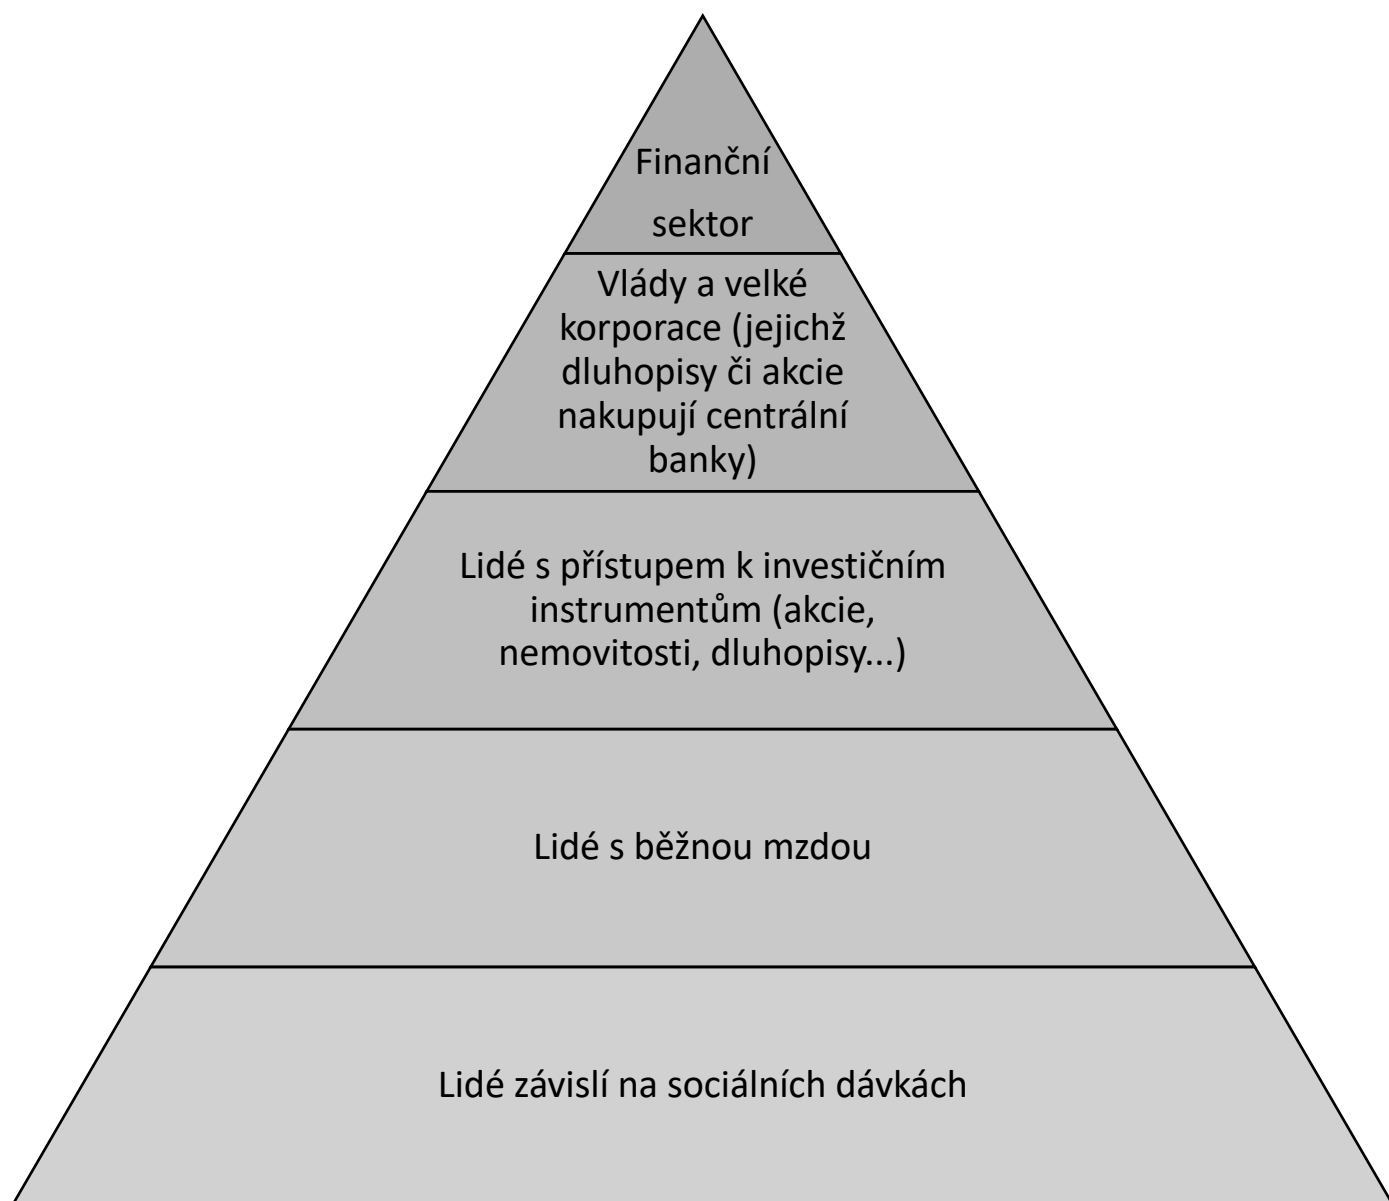 Finanční
sektor
Vlády a velké
korporace (jejichž
dluhopisy či akcie
nakupují centrální
banky)
Lidé s přístupem k investičním
instrumentům (akcie,
nemovitosti, dluhopisy...)
Lidé s běžnou mzdou
Lidé závislí na sociálních dávkách